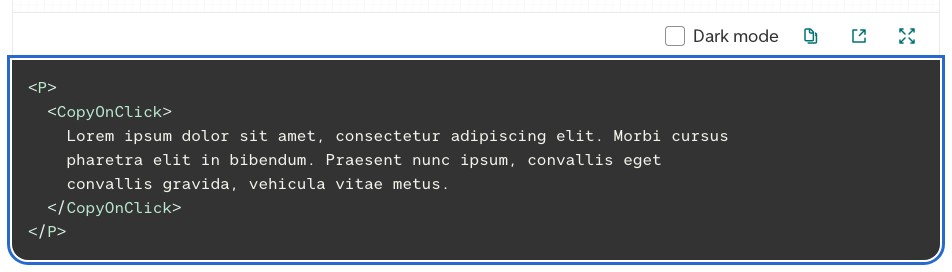 Dark mode
<P>
<CopyOnClick>
Lorem ipsum dolor sit amet, consectetur adipiscing elit. Morbi cursus
pharetra elit in bibendum. Praesent nunc ipsum, convallis eget
convallis gravida, vehicula vitae metus.
</CopyOnClick>
</P>